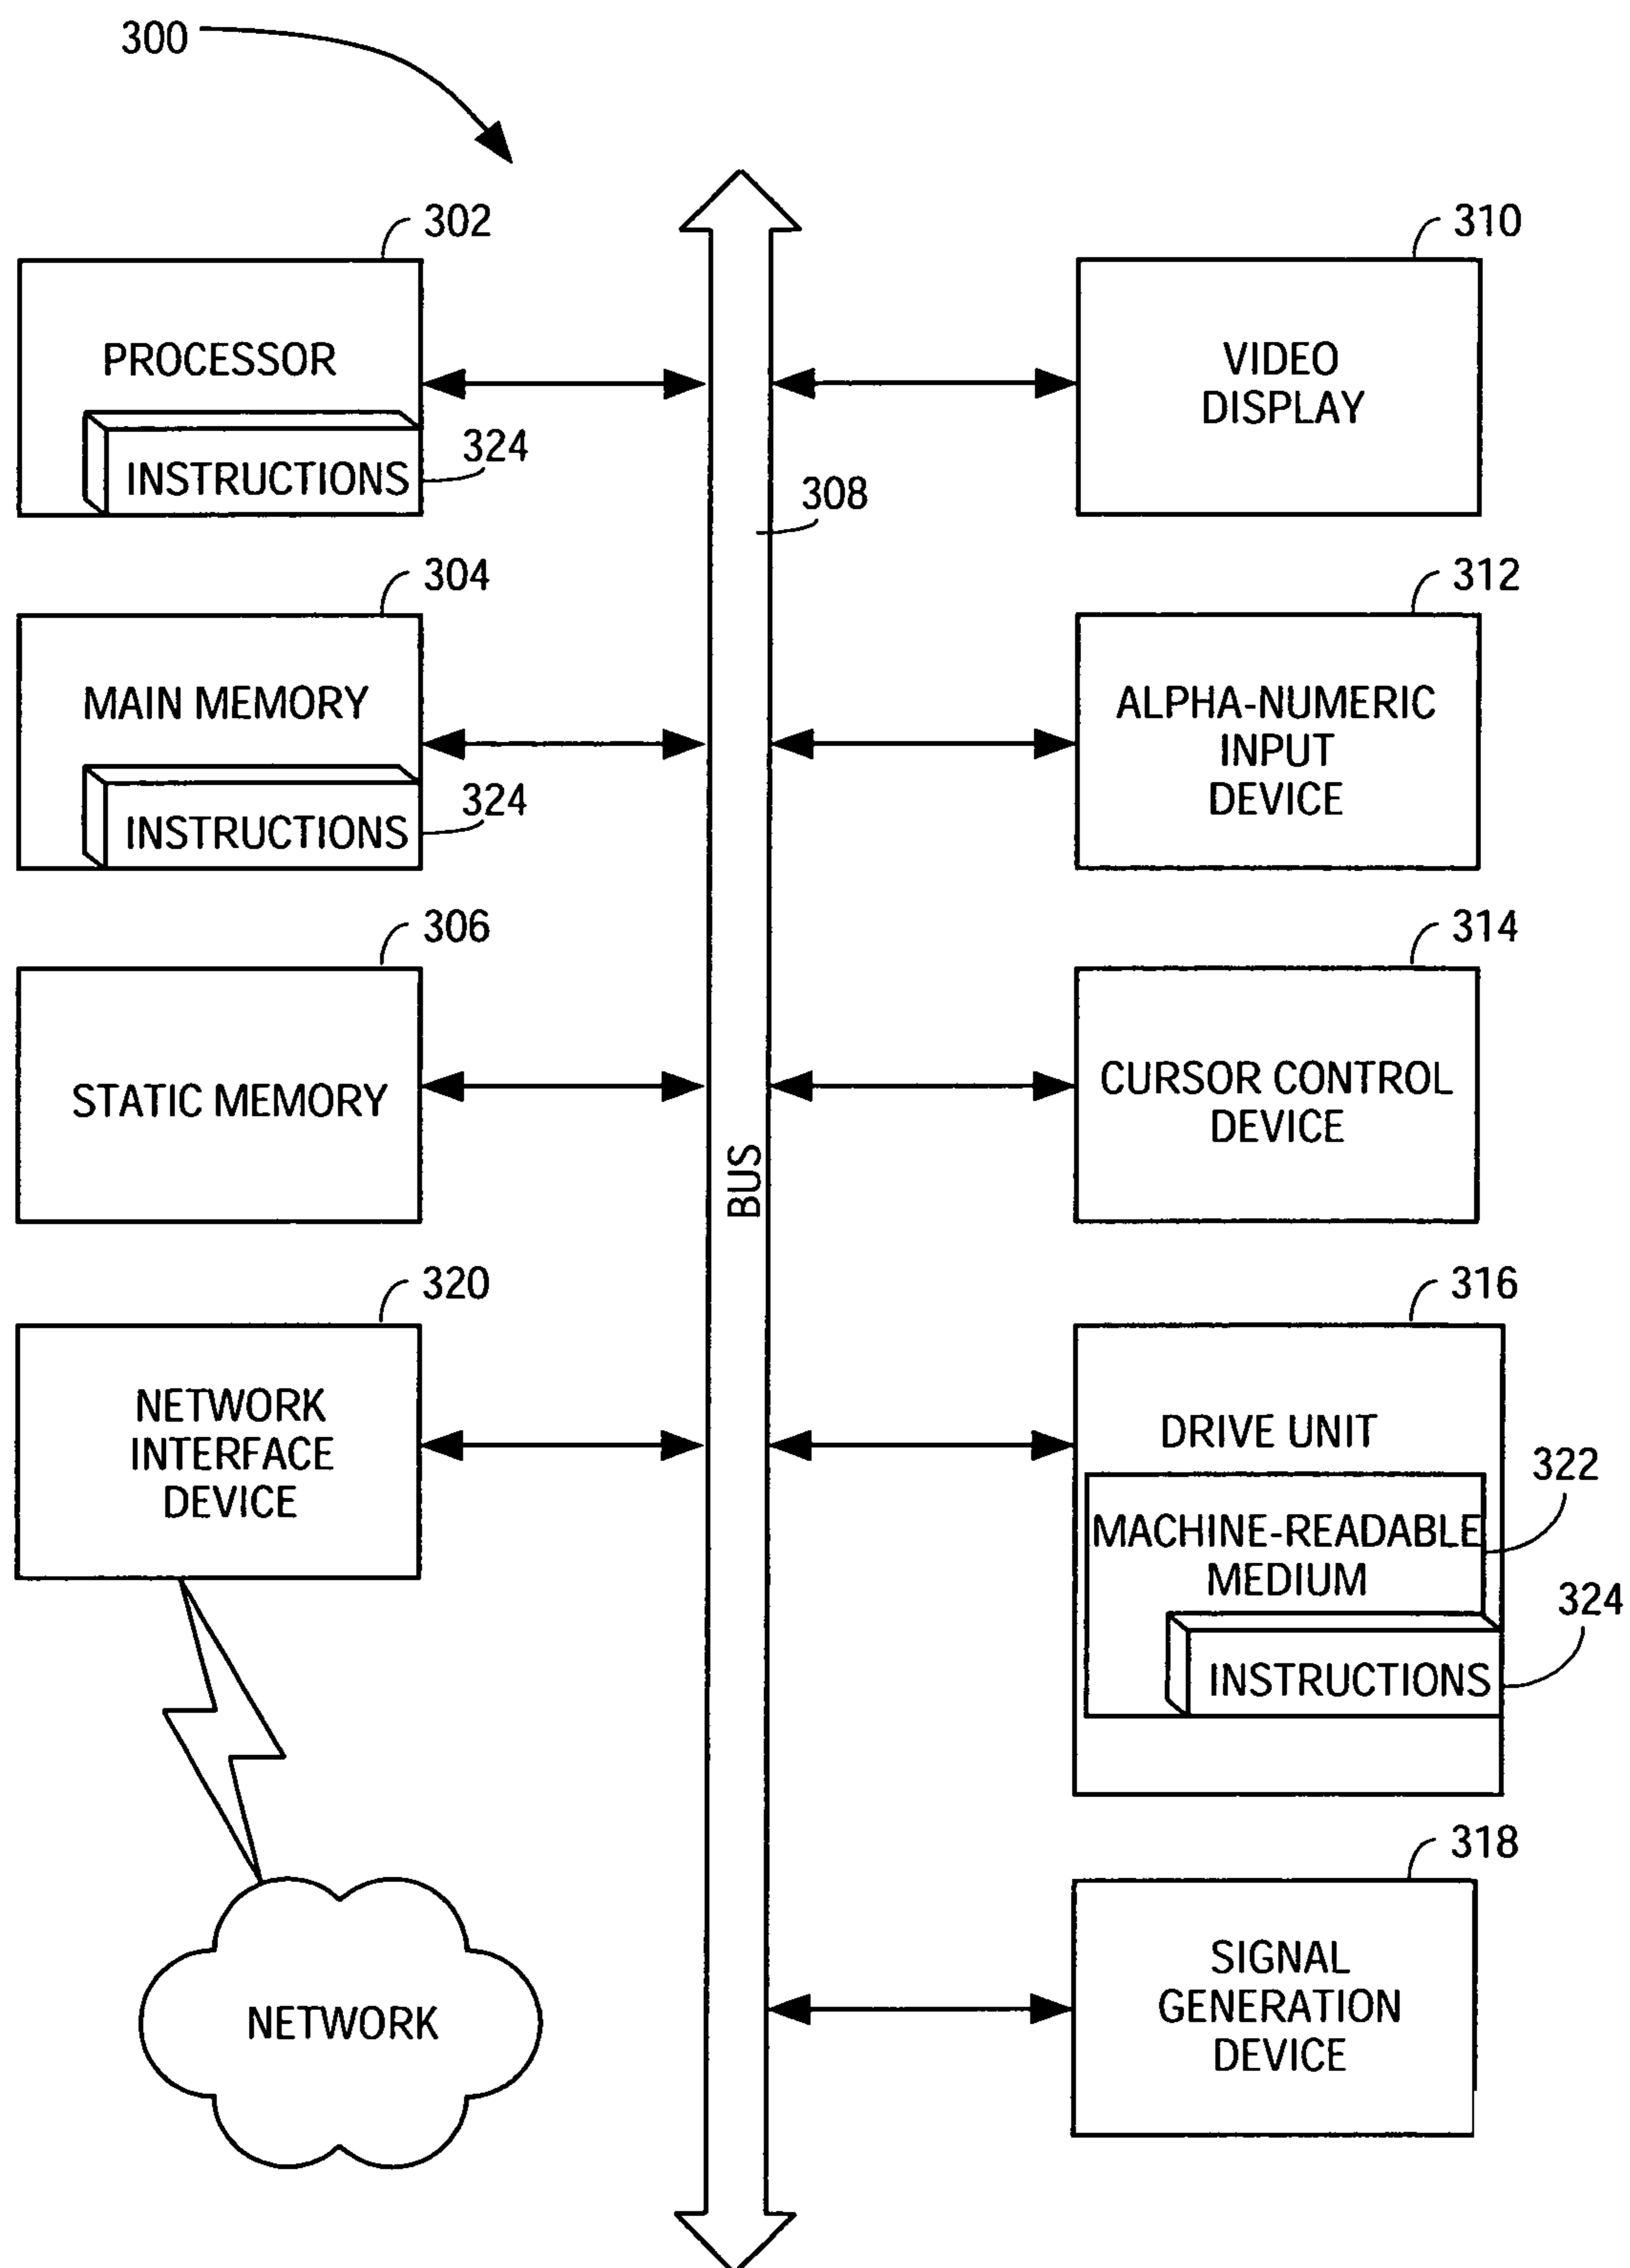 300
302
PROCESSOR
INSTRUCTIONS
324
304
MAIN MEMORY
INSTRUCTIONS
324
306
STATIC MEMORY
320
NETWORK
INTERFACE
DEVICE
NETWORK
308
BUS
310
VIDEO
DISPLAY
312
ALPHA-NUMERIC
INPUT
DEVICE
314
CURSOR CONTROL
DEVICE
316
DRIVE UNIT
322
MACHINE-READABLE
MEDIUM
324
INSTRUCTIONS
318
SIGNAL
GENERATION
DEVICE